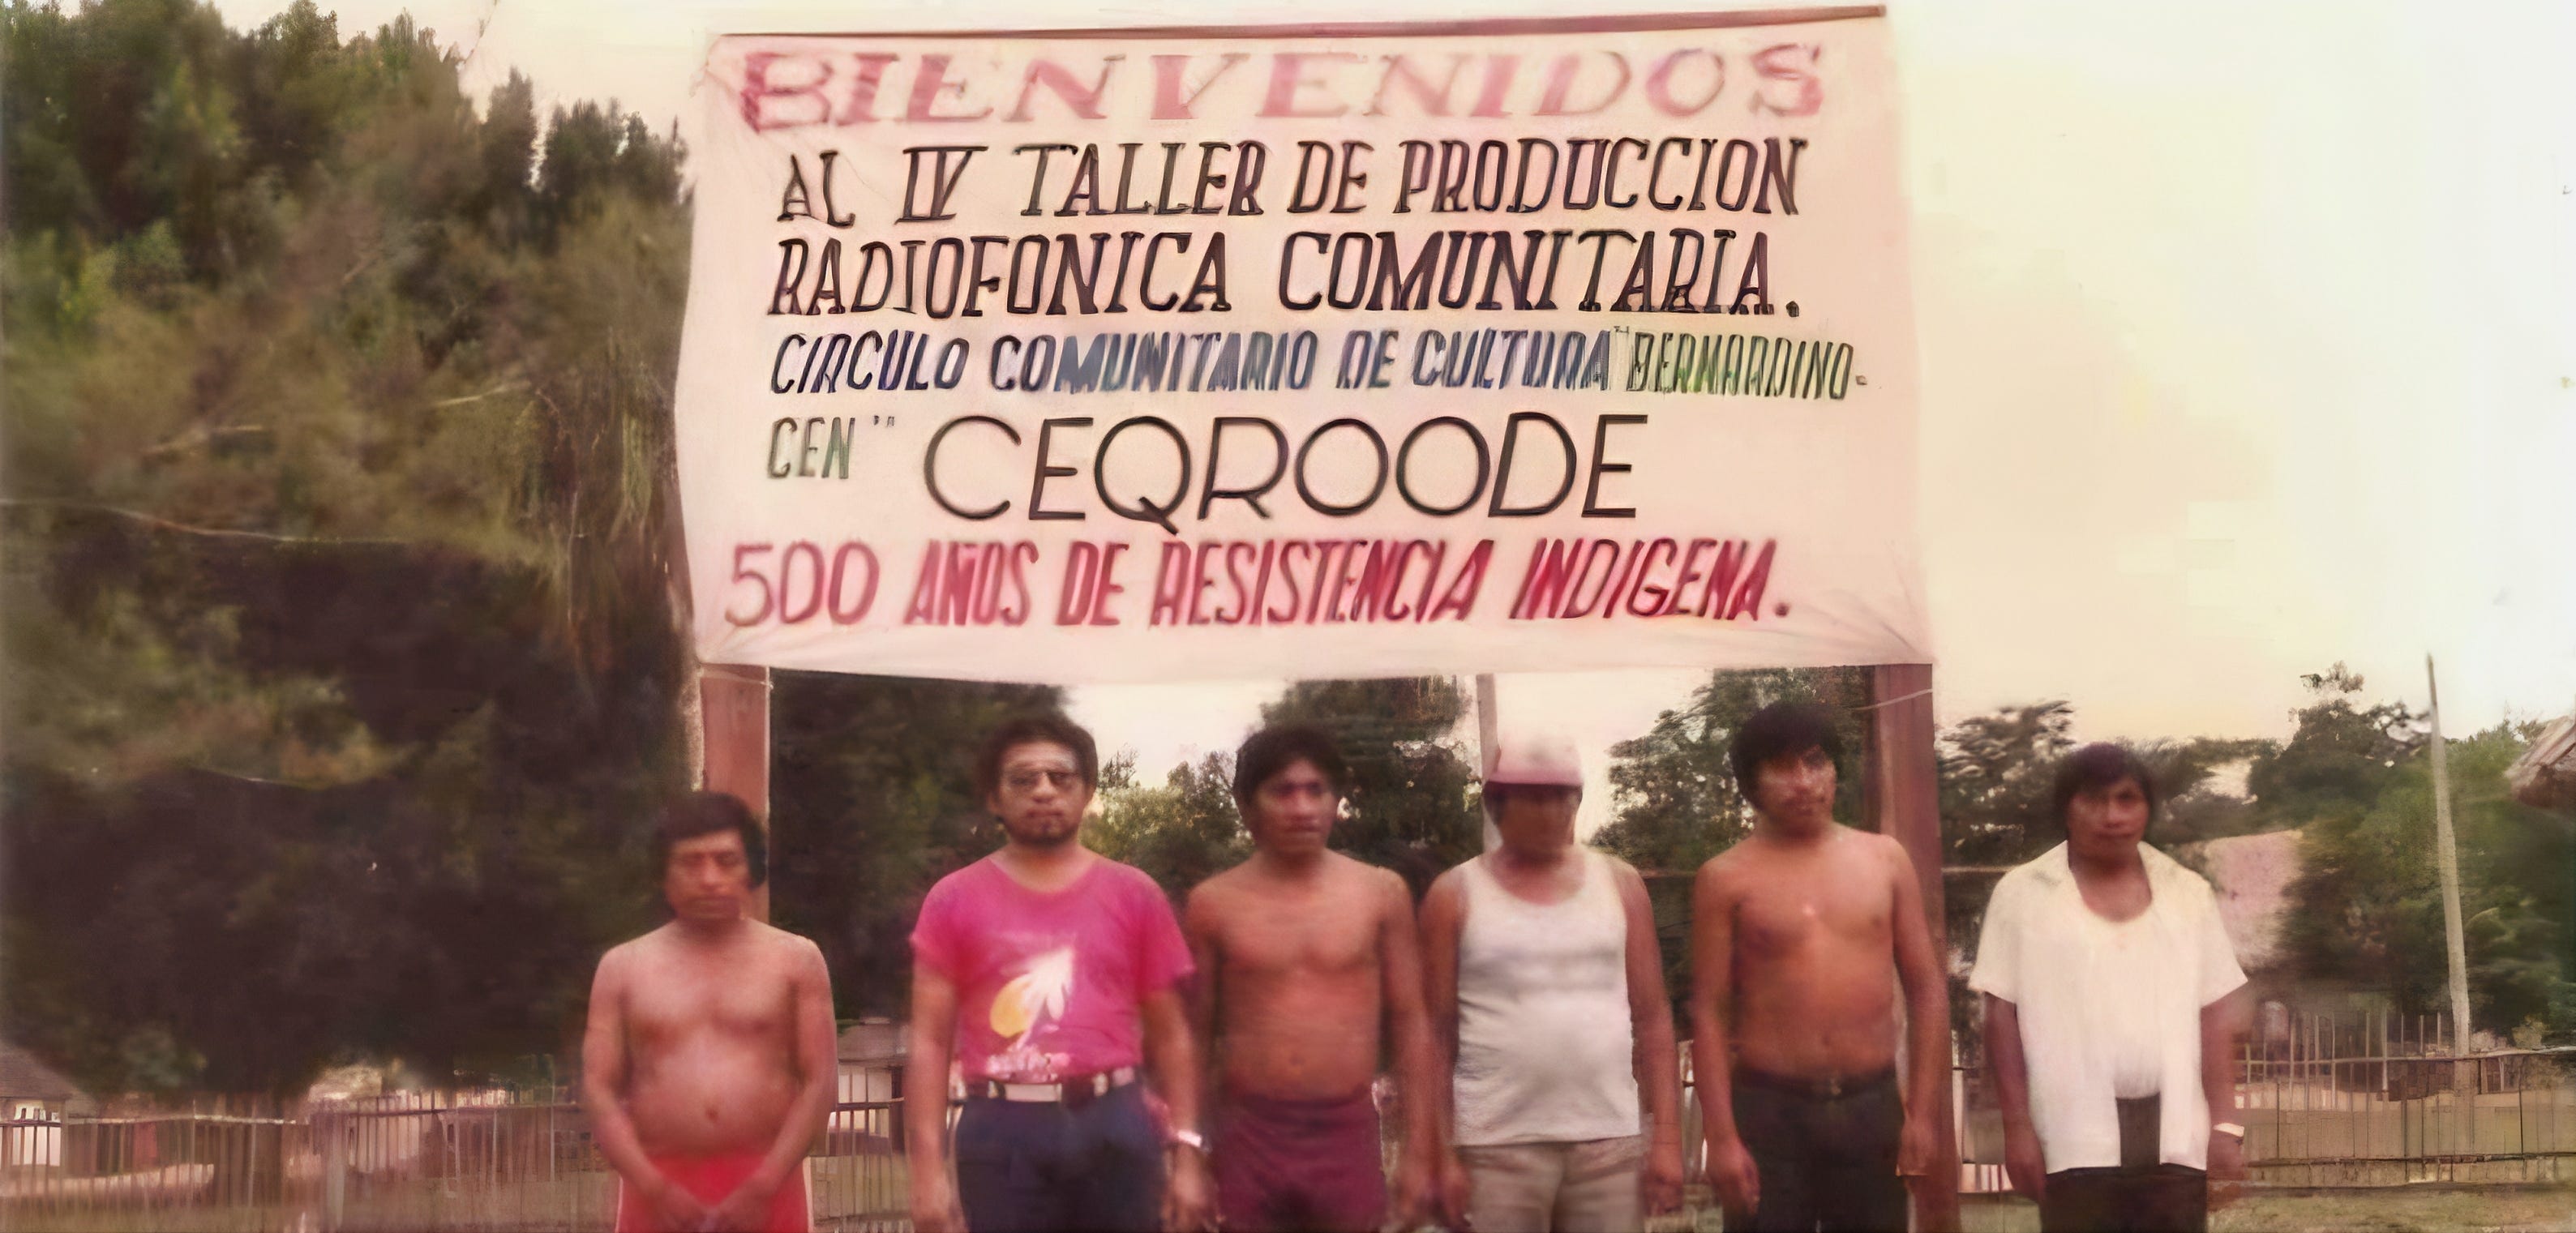 BIENVENIDOS
AL IV TALLER DE PRODUCCION
RADIOFONICA COMUNITARIA.
CIRCULO COMUNITARIO DE CULTURA "BERNARDINO-
CEN" CEQROODE
500 AÑOS DE RESISTENCIA INDIGENA.